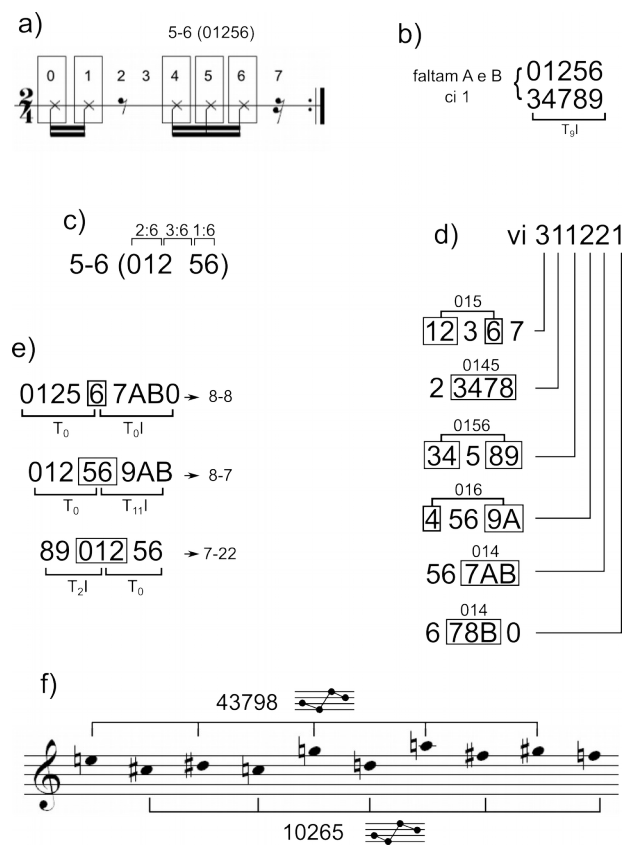 a)
5-6 (01256)
0 1 2 3 4 5 6 7
2
4
b)
faltam A e B
ci 1
01256
34789
T₉I
c)
2:6 3:6 1:6
5-6 (012 56)
d)
vi 311221
015
12 3 6 7
0145
2 3478
0156
34 5 89
016
4 56 9A
014
56 7AB
014
6 78B 0
e)
0125 6 7AB0 → 8-8
T₀ T₀I
012 56 9AB → 8-7
T₀ T₁₁I
89 012 56 → 7-22
T₂I T₀
f)
43798
10265